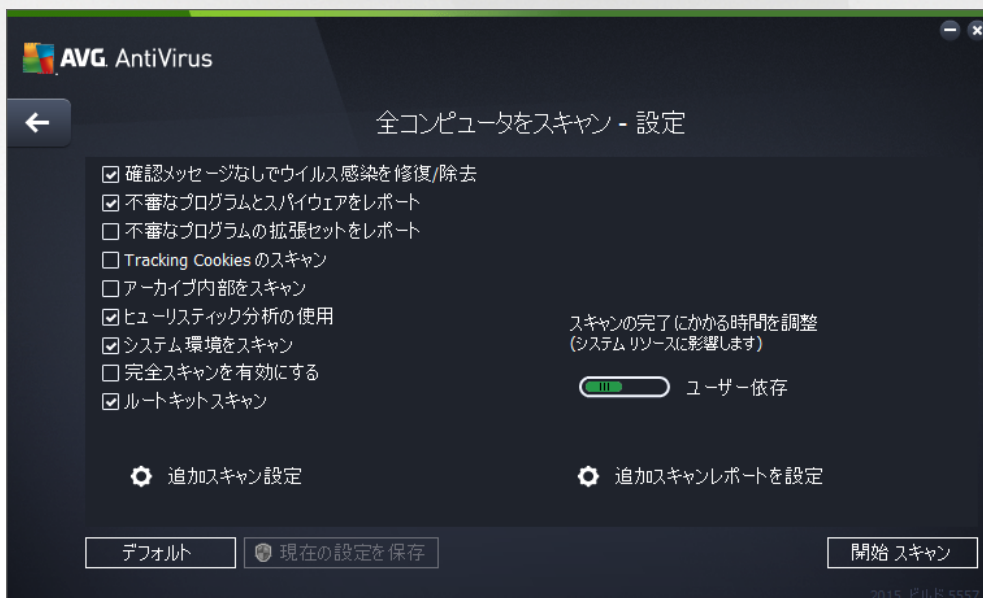 AVG. AntiVirus
全コンピュータをスキャン - 設定
確認メッセージなしでウイルス感染を修復/除去
不審なプログラムとスパイウェアをレポート
不審なプログラムの拡張セットをレポート
Tracking Cookies のスキャン
アーカイブ内部をスキャン
ヒューリスティック分析の使用
システム環境をスキャン
完全スキャンを有効にする
ルートキットスキャン
スキャンの完了にかかる時間を調整
(システム リソースに影響します)
ユーザー依存
追加スキャン設定
追加スキャンレポートを設定
デフォルト
現在の設定を保存
開始 スキャン
2015 ビルド 5557